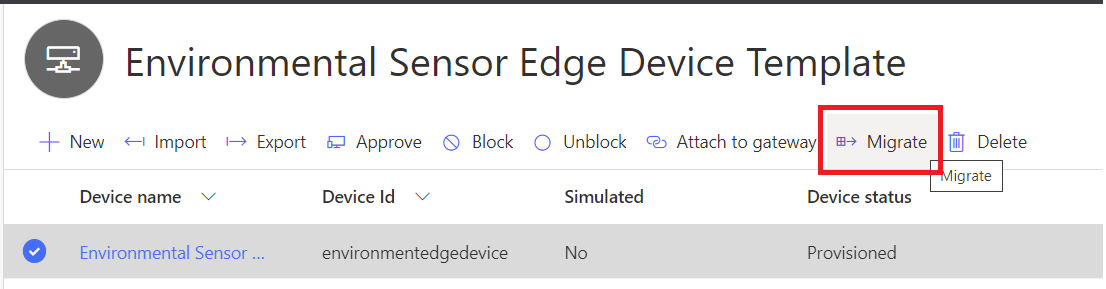 Environmental Sensor Edge Device Template
New Import Export Approve Block Unblock Attach to gateway Migrate Delete
Migrate
Device name Device Id Simulated Device status
Environmental Sensor ... environmentedgedevice No Provisioned